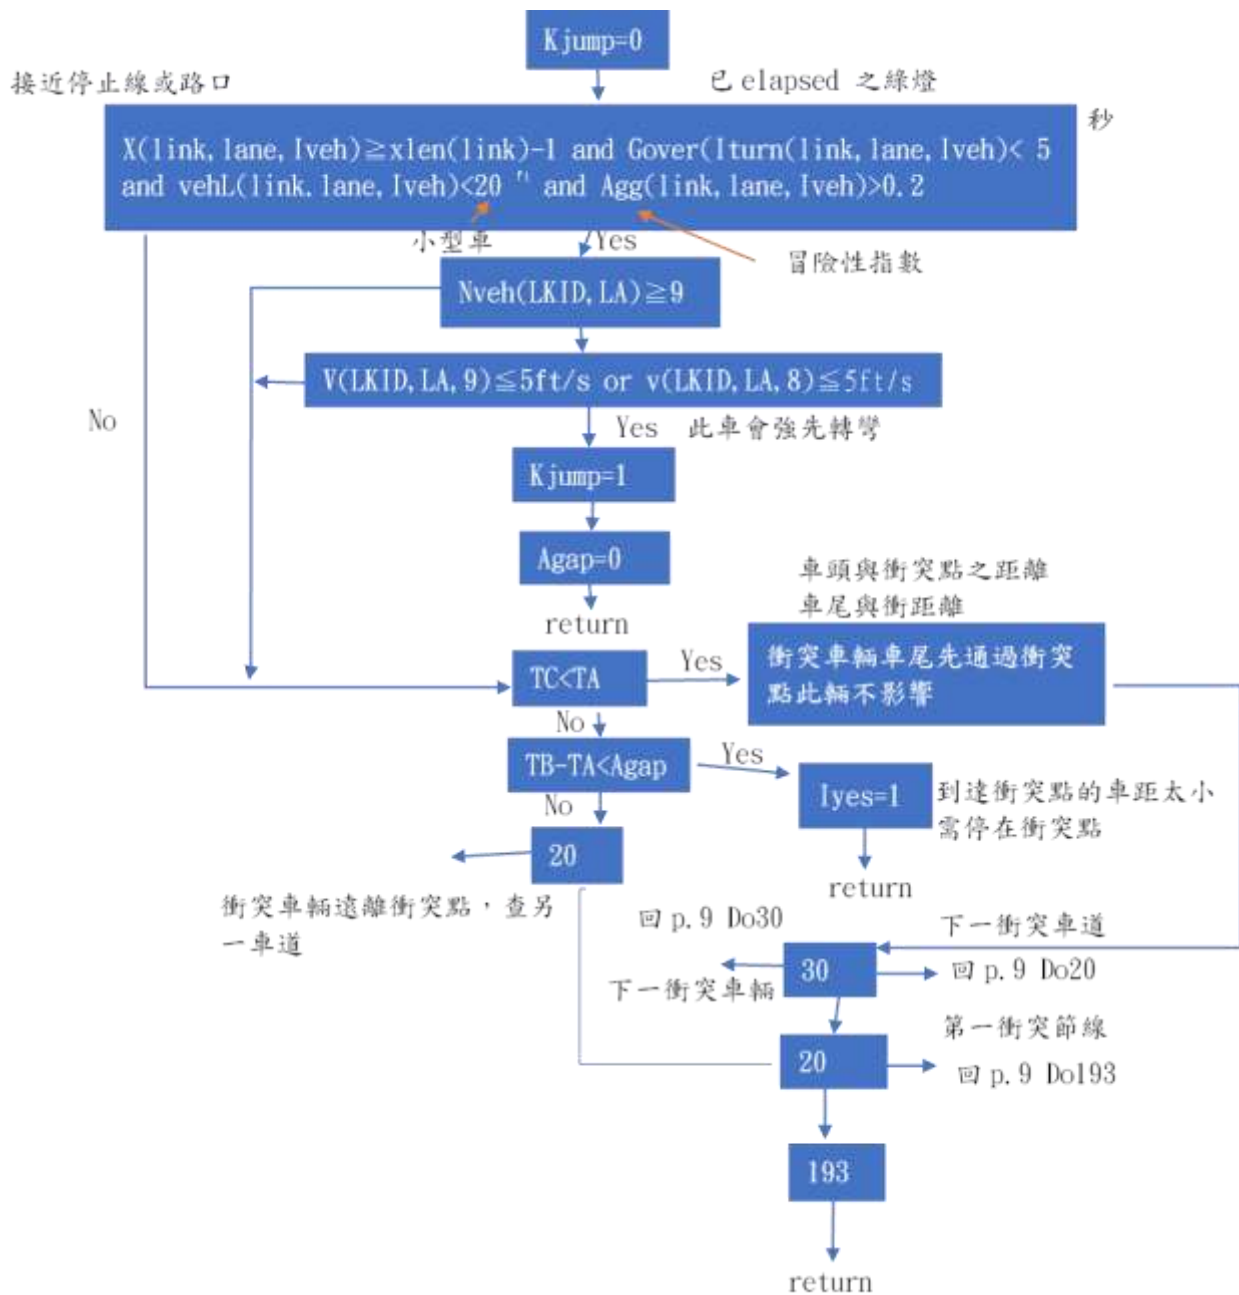 Kjump=0
接近停止線或路口
已 elapsed 之綠燈
秒
X(link,lane,Iveh)≧xlen(link)-1 and Gover(Iturn(link,lane,Iveh)< 5
and vehL(link.lane,Iveh)<20 and Agg(link,lane,Iveh)>0.2
小型車
Yes
冒險性指數
Nveh(LKID,LA)≧9
V(LKID,LA,9)≦5ft/s or v(LKID,LA,8)≦5ft/s
No
Yes 此車會強先轉彎
Kjump=1
Agap=0
return
車頭與衝突點之距離
車尾與衝距離
TC<TA
Yes
衝突車輛車尾先通過衝突
點此輛不影響
No
TB-TA<Agap
Yes
Iyes=1
到達衝突點的車距太小
需停在衝突點
No
20
return
衝突車輛遠離衝突點，查另
一車道
回 p.9 Do30
下一衝突車道
30
回 p.9 Do20
下一衝突車輛
第一衝突節線
20
回 p.9 Do193
193
return